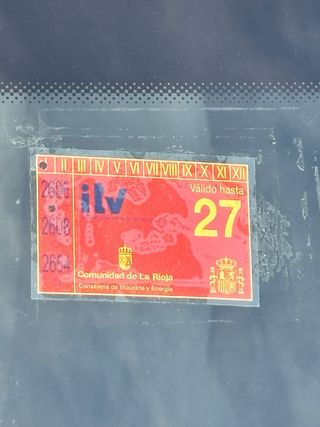 II III IV V VI VII VIII IX X XI XII
Válido hasta
itv
27
2606
2608
2654
Comunidad de La Rioja
Consejería de Industria y Energía